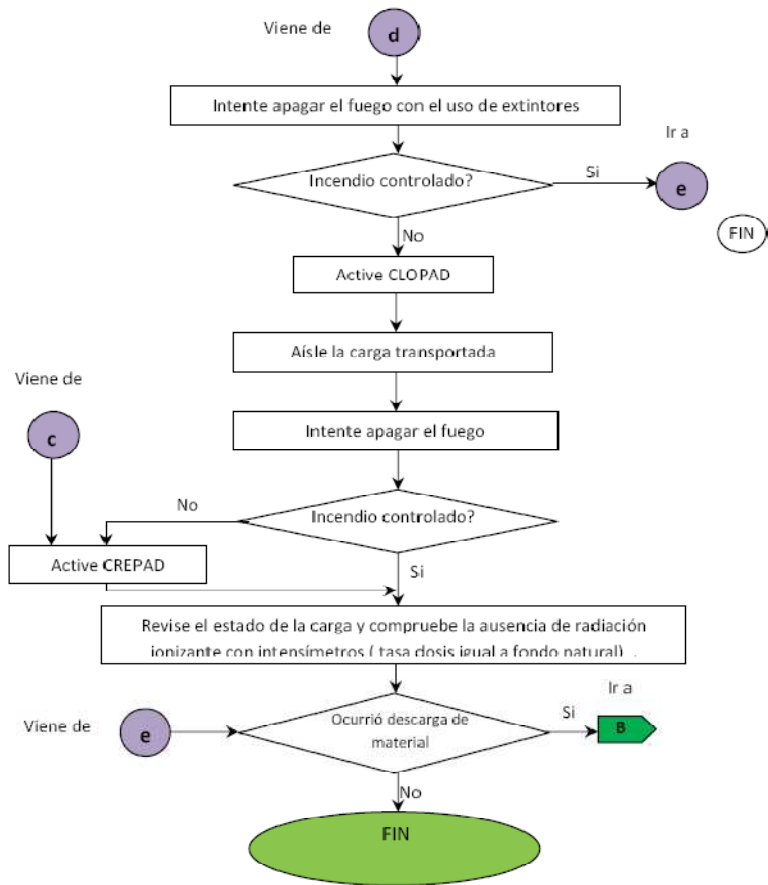 Viene de
d
Intente apagar el fuego con el uso de extintores
Ir a
Incendio controlado?
Si
e
FIN
No
Active CLOPAD
Aísle la carga transportada
Viene de
Intente apagar el fuego
c
No
Incendio controlado?
Active CREPAD
Si
Revise el estado de la carga y compruebe la ausencia de radiación
ionizante con intensímetros ( tasa dosis igual a fondo natural) .
Ir a
Viene de
e
Ocurrió descarga de
material
Si
B
No
FIN